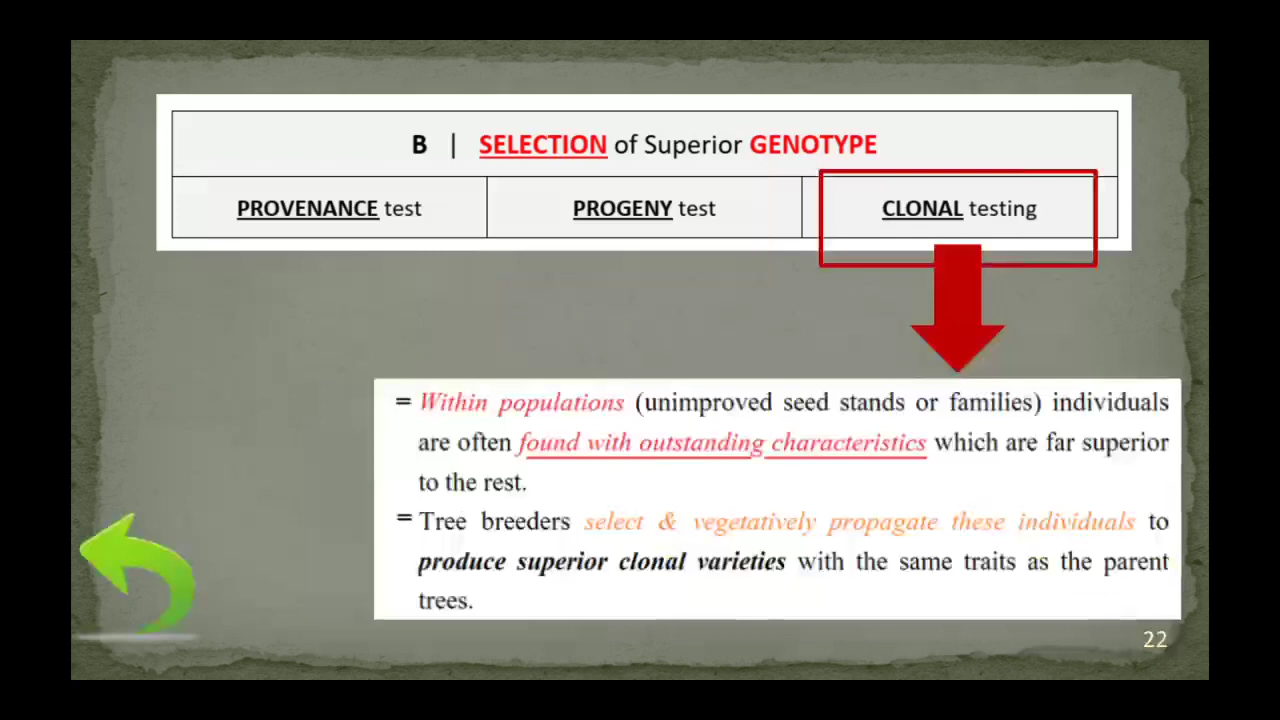 B | SELECTION of Superior GENOTYPE
PROVENANCE test
PROGENY test
CLONAL testing
= Within populations (unimproved seed stands or families) individuals
are often found with outstanding characteristics which are far superior
to the rest.
= Tree breeders select & vegetatively propagate these individuals to
produce superior clonal varieties with the same traits as the parent
trees.
22